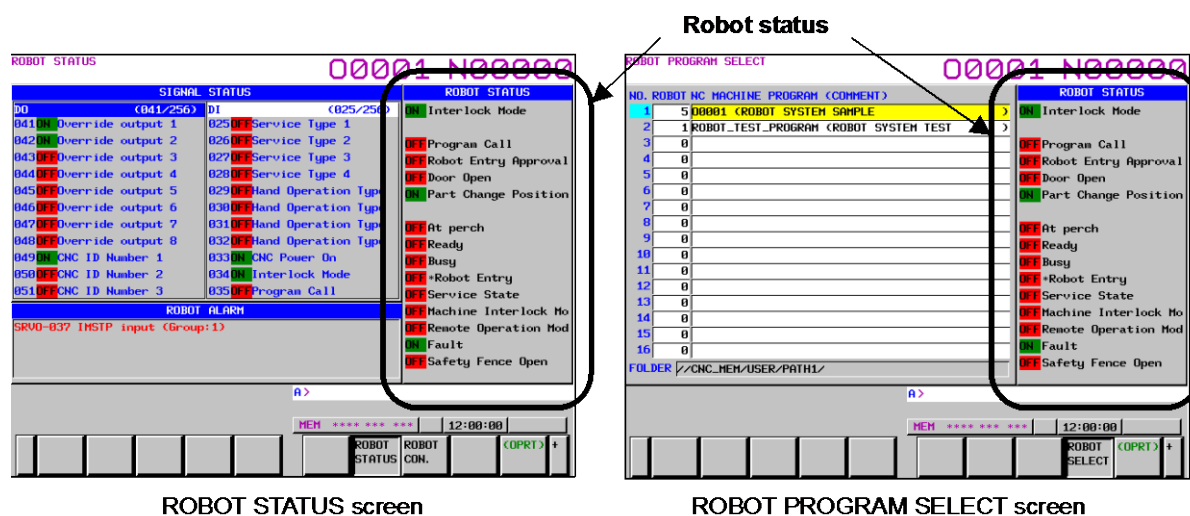 Robot status
ROBOT STATUS
O0001 N00000
SIGNAL STATUS
DO (041/256) DI (025/256)
041 ON Override output 1 025 OFF Service Type 1
042 ON Override output 2 026 OFF Service Type 2
043 OFF Override output 3 027 OFF Service Type 3
044 OFF Override output 4 028 OFF Service Type 4
045 OFF Override output 5 029 OFF Hand Operation Typ
046 OFF Override output 6 030 OFF Hand Operation Typ
047 OFF Override output 7 031 OFF Hand Operation Typ
048 OFF Override output 8 032 OFF Hand Operation Typ
049 ON CNC ID Number 1 033 ON CNC Power On
050 OFF CNC ID Number 2 034 ON Interlock Mode
051 OFF CNC ID Number 3 035 OFF Program Call
ROBOT ALARM
SRVO-037 IMSTP input (Group:1)
ROBOT STATUS
ON Interlock Mode
OFF Program Call
OFF Robot Entry Approval
OFF Door Open
ON Part Change Position
OFF At perch
OFF Ready
OFF Busy
OFF *Robot Entry
OFF Service State
OFF Machine Interlock Mo
OFF Remote Operation Mod
ON Fault
OFF Safety Fence Open
A>
MEM **** *** *** 12:00:00
ROBOT STATUS
ROBOT CON.
(OPRT) +
ROBOT STATUS screen
ROBOT PROGRAM SELECT
O0001 N00000
NO. ROBOT NC MACHINE PROGRAM (COMMENT)
1 5 O0001 (ROBOT SYSTEM SAMPLE )
2 1 ROBOT_TEST_PROGRAM (ROBOT SYSTEM TEST )
3 0
4 0
5 0
6 0
7 0
8 0
9 0
10 0
11 0
12 0
13 0
14 0
15 0
16 0
FOLDER //CNC_MEM/USER/PATH1/
ROBOT STATUS
ON Interlock Mode
OFF Program Call
OFF Robot Entry Approval
OFF Door Open
ON Part Change Position
OFF At perch
OFF Ready
OFF Busy
OFF *Robot Entry
OFF Service State
OFF Machine Interlock Mo
OFF Remote Operation Mod
ON Fault
OFF Safety Fence Open
A>
MEM **** *** *** 12:00:00
ROBOT SELECT
(OPRT) +
ROBOT PROGRAM SELECT screen